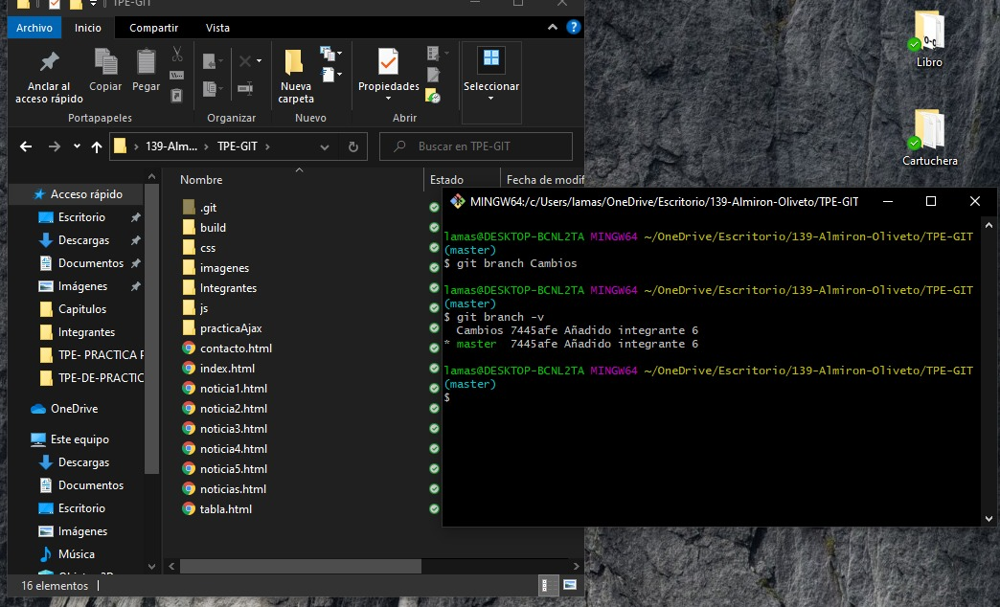 TPE-GIT
Archivo Inicio Compartir Vista
Anclar al acceso rápido
Copiar
Pegar
Portapapeles
Organizar
Nueva carpeta
Nuevo
Propiedades
Abrir
Seleccionar
139-Alm... TPE-GIT
Buscar en TPE-GIT
Acceso rápido
Escritorio
Descargas
Documentos
Imágenes
Capitulos
Integrantes
TPE- PRACTICA
TPE-DE-PRACTIC
OneDrive
Este equipo
Descargas
Documentos
Escritorio
Imágenes
Música
Nombre Estado Fecha de modif
.git
build
css
imagenes
Integrantes
js
practicaAjax
contacto.html
index.html
noticia1.html
noticia2.html
noticia3.html
noticia4.html
noticia5.html
noticias.html
tabla.html
16 elementos
MINGW64:/c/Users/lamas/OneDrive/Escritorio/139-Almiron-Oliveto/TPE-GIT
lamas@DESKTOP-BCNL2TA MINGW64 ~/OneDrive/Escritorio/139-Almiron-Oliveto/TPE-GIT
(master)
$ git branch Cambios
lamas@DESKTOP-BCNL2TA MINGW64 ~/OneDrive/Escritorio/139-Almiron-Oliveto/TPE-GIT
(master)
$ git branch -v
Cambios 7445afe Añadido integrante 6
* master 7445afe Añadido integrante 6
lamas@DESKTOP-BCNL2TA MINGW64 ~/OneDrive/Escritorio/139-Almiron-Oliveto/TPE-GIT
(master)
$
Libro
Cartuchera